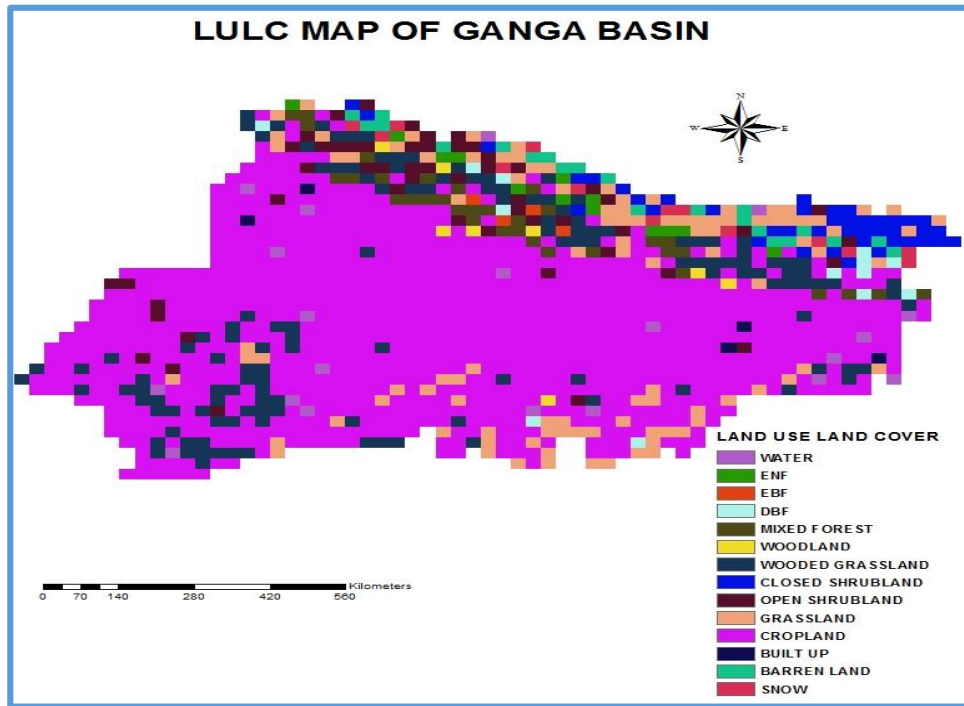 LULC MAP OF GANGA BASIN
N
W E
S
LAND USE LAND COVER
WATER
ENF
EBF
DBF
MIXED FOREST
WOODLAND
WOODED GRASSLAND
CLOSED SHRUBLAND
OPEN SHRUBLAND
GRASSLAND
CROPLAND
BUILT UP
BARREN LAND
SNOW
Kilometers
0 70 140 280 420 560